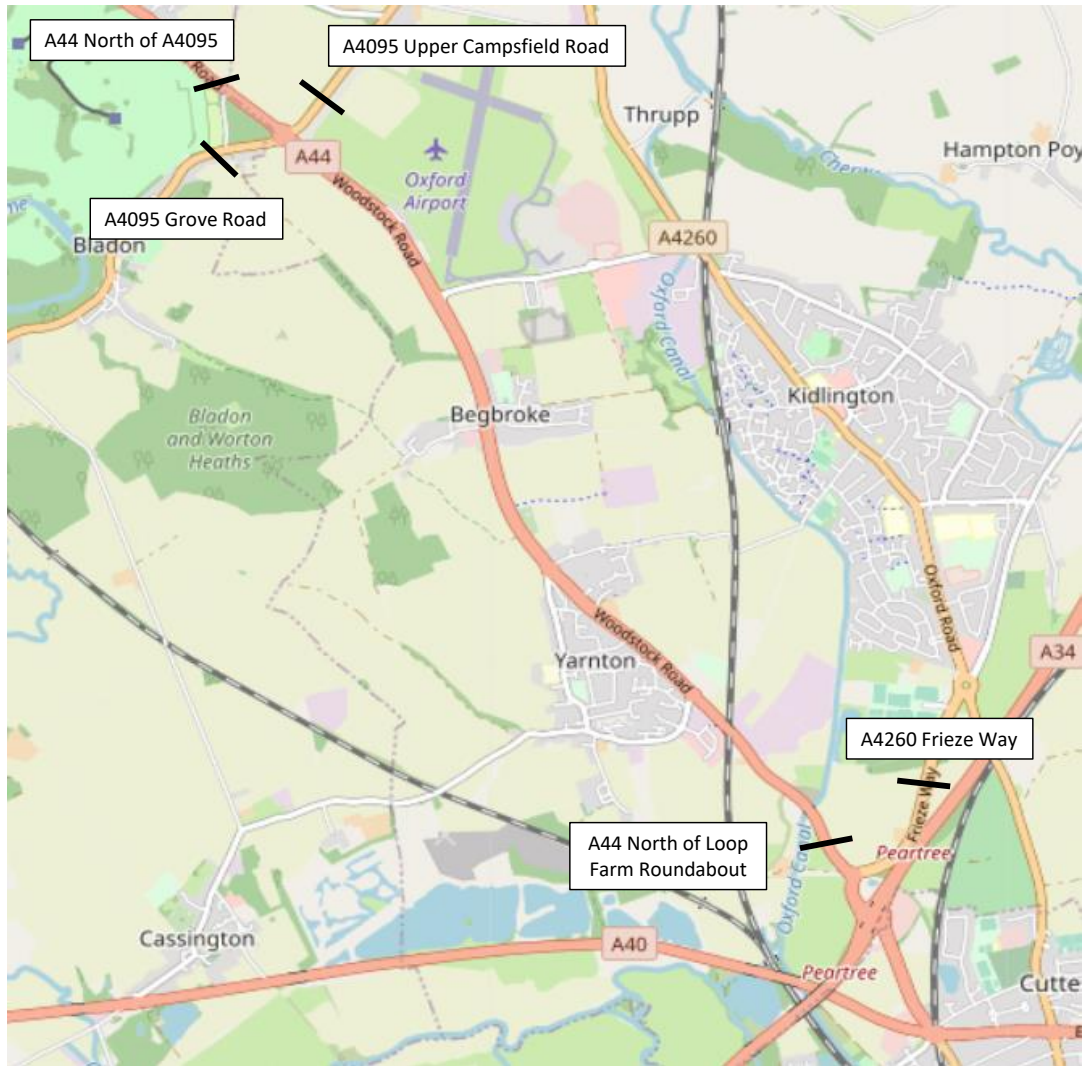 A44 North of A4095
A4095 Upper Campsfield Road
Road
Thrupp
Cherw
Hampton Poy
A44
Oxford
Airport
Woodstock Road
A4095 Grove Road
Bladon
A4260
Oxford Canal
Kidlington
Begbroke
Bladon
and Worton
Heaths
Oxford Road
Woodstock Road
Yarnton
A34
A4260 Frieze Way
Frieze Way
A44 North of Loop
Farm Roundabout
Peartree
Oxford Canal
Cassington
A40
Peartree
Cutte